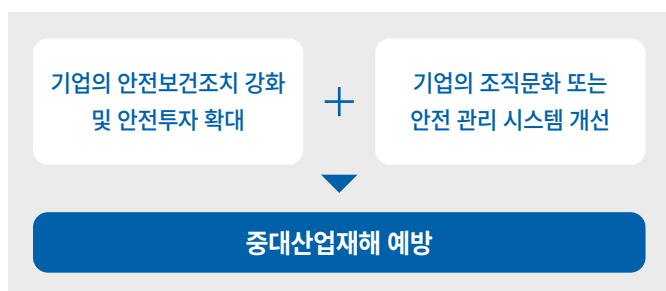 기업의 안전보건조치 강화
및 안전투자 확대
+
기업의 조직문화 또는
안전 관리 시스템 개선
중대산업재해 예방